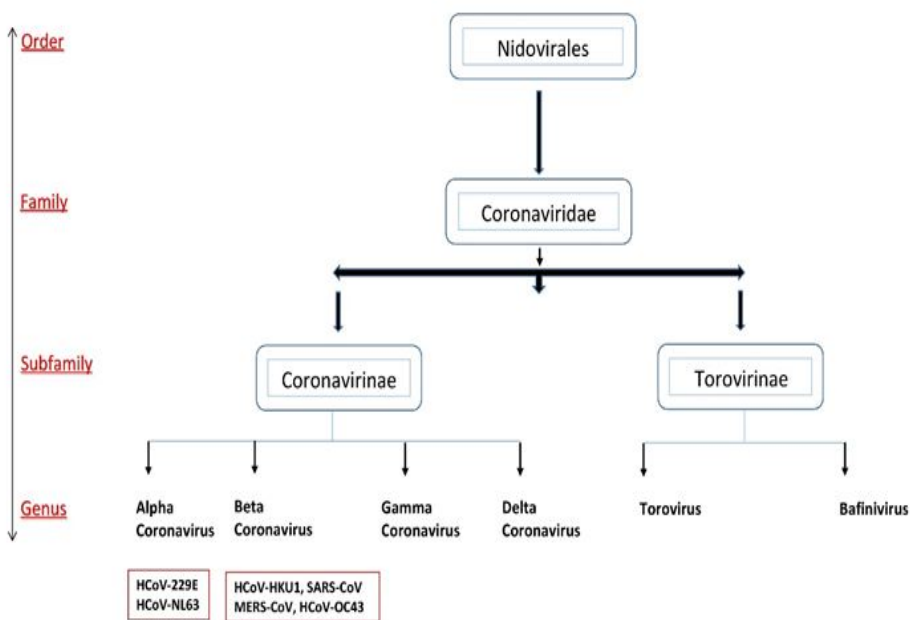 Order
Nidovirales
Family
Coronaviridae
Subfamily
Coronavirinae
Torovirinae
Genus
Alpha
Coronavirus
Beta
Coronavirus
Gamma
Coronavirus
Delta
Coronavirus
Torovirus
Bafinivirus
HCoV-229E
HCoV-NL63
HCoV-HKU1, SARS-CoV
MERS-CoV, HCoV-OC43